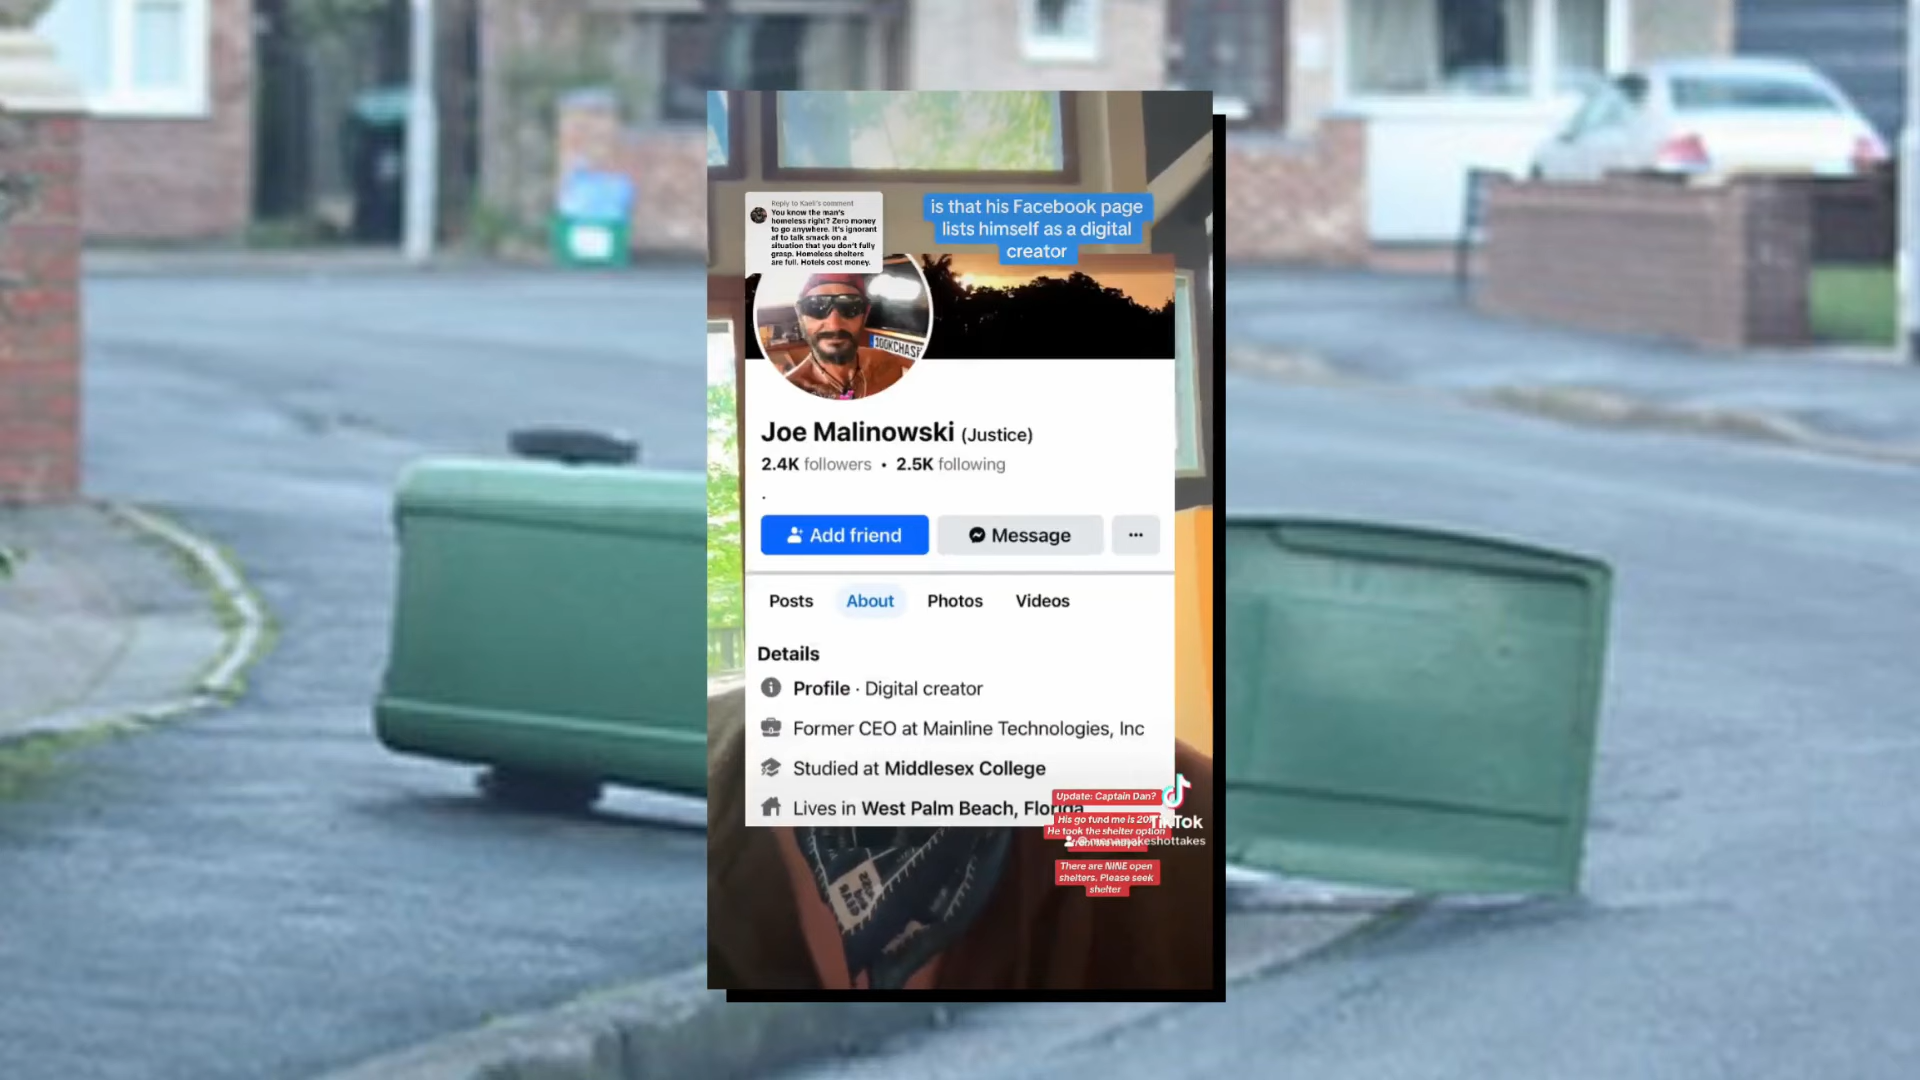 Reply to Kaeli's comment
You know the man's
homeless right? Zero money
to go anywhere. It's ignorant
af to talk smack on a
situation that you don't fully
grasp. Homeless shelters
are full. Hotels cost money.
is that his Facebook page
lists himself as a digital
creator
Joe Malinowski (Justice)
2.4K followers • 2.5K following
.
Add friend
Message
Posts
About
Photos
Videos
Details
Profile · Digital creator
Former CEO at Mainline Technologies, Inc
Studied at Middlesex College
Lives in West Palm Beach, Florida
Update: Captain Dan?
His go fund me is
He took the shelter option
TikTok
There are NINE open
shelters. Please seek
shelter